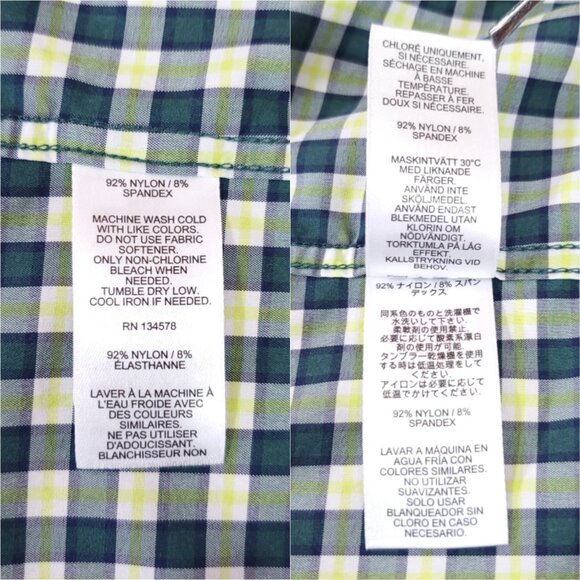 92% NYLON / 8%
SPANDEX
MACHINE WASH COLD
WITH LIKE COLORS.
DO NOT USE FABRIC
SOFTENER.
ONLY NON-CHLORINE
BLEACH WHEN
NEEDED.
TUMBLE DRY LOW.
COOL IRON IF NEEDED.
RN 134578
92% NYLON / 8%
ÉLASTHANNE
LAVER À LA MACHINE À
L'EAU FROIDE AVEC
DES COULEURS
SIMILAIRES.
NE PAS UTILISER
D'ADOUCISSANT.
BLANCHISSEUR NON
CHLORÉ UNIQUEMENT,
SI NÉCESSAIRE.
SÉCHAGE EN MACHINE
À BASSE
TEMPÉRATURE.
REPASSER À FER
DOUX SI NÉCESSAIRE.
92% NYLON / 8%
SPANDEX
MASKINTVÄTT 30°C
MED LIKNANDE
FÄRGER.
ANVÄND INTE
SKÖLJMEDEL.
ANVÄND ENDAST
BLEKMEDEL UTAN
KLORIN OM
NÖDVÄNDIGT.
TORKTUMLA PÅ LÅG
EFFEKT.
KALLSTRYKNING VID
BEHOV.
92% ナイロン / 8% スパン
デックス
同系色のものと洗濯機で
水洗いして下さい.
柔軟剤の使用禁止.
必要に応じて酸素系漂白
剤の使用が可能.
タンブラー乾燥機を使用
する時は低温処理をして
ください.
アイロンは必要に応じて
低温でかけてください.
92% NYLON / 8%
SPANDEX
LAVAR A MÁQUINA EN
AGUA FRÍA CON
COLORES SIMILARES.
NO UTILIZAR
SUAVIZANTES.
SOLO USAR
BLANQUEADOR SIN
CLORO EN CASO
NECESARIO.